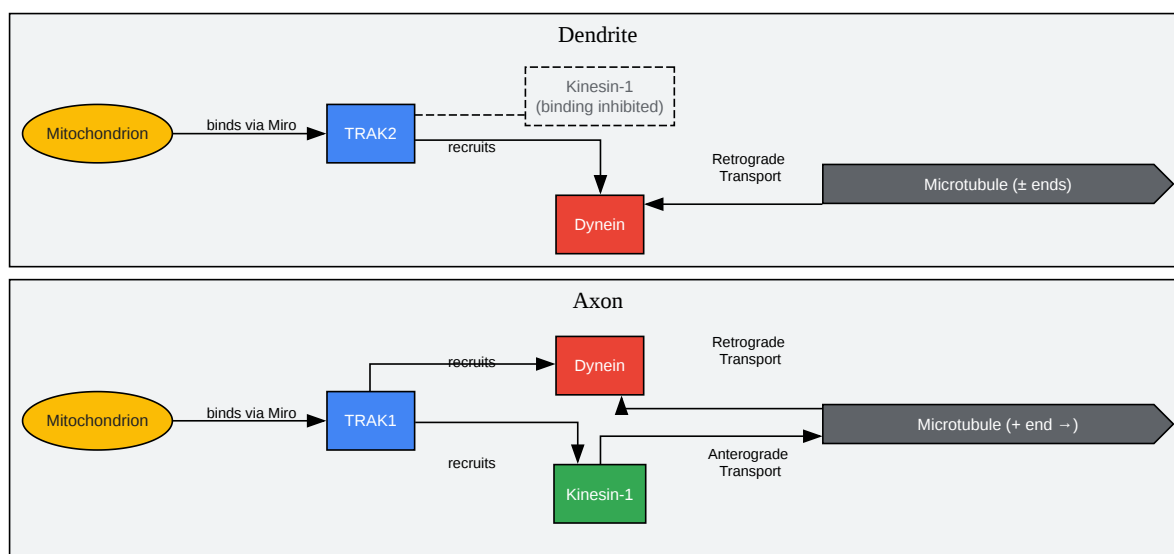 Dendrite
Kinesin-1
(binding inhibited)
Mitochondrion
binds via Miro
TRAK2
recruits
Retrograde
Transport
Microtubule (± ends)
Dynein
Axon
recruits
Dynein
Retrograde
Transport
Mitochondrion
binds via Miro
TRAK1
Microtubule (+ end →)
recruits
Anterograde
Transport
Kinesin-1